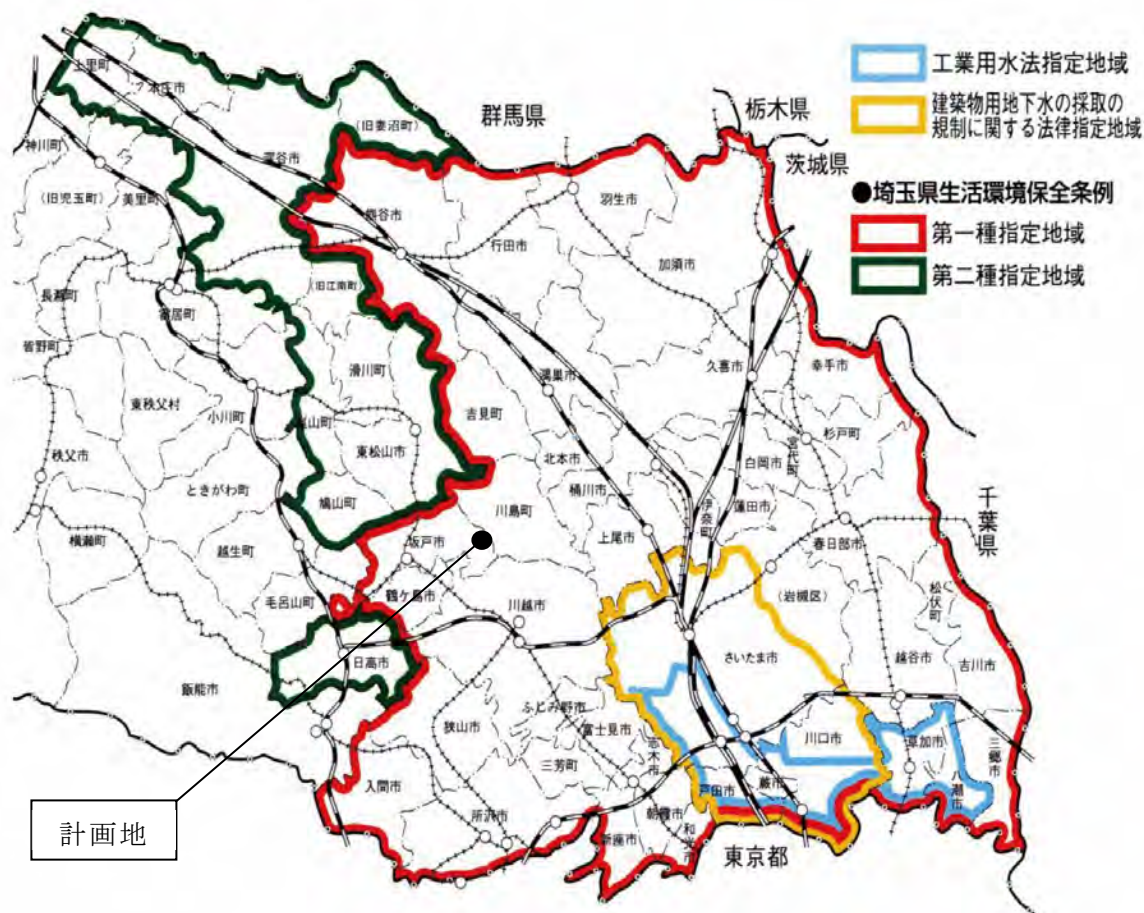 工業用水法指定地域
建築物用地下水の採取の
規制に関する法律指定地域
●埼玉県生活環境保全条例
第一種指定地域
第二種指定地域
群馬県
栃木県
茨城県
千葉県
東京都
上里町
本庄市
(旧妻沼町)
神川町
深谷市
(旧児玉町)
美里町
熊谷市
羽生市
行田市
加須市
長瀞町
寄居町
(旧江南町)
皆野町
滑川町
鴻巣市
久喜市
幸手市
東秩父村
小川町
嵐山町
吉見町
東松山市
宮代町
杉戸町
秩父市
北本市
白岡市
ときがわ町
鳩山町
桶川市
川島町
伊奈町
蓮田市
横瀬町
越生町
坂戸市
上尾市
春日部市
毛呂山町
鶴ケ島市
川越市
(岩槻区)
松伏町
日高市
さいたま市
越谷市
吉川市
飯能市
狭山市
ふじみ野市
富士見市
川口市
草加市
三郷市
三芳町
志木市
入間市
戸田市
蕨市
潮市
所沢市
朝霞市
新座市
和光市
計画地